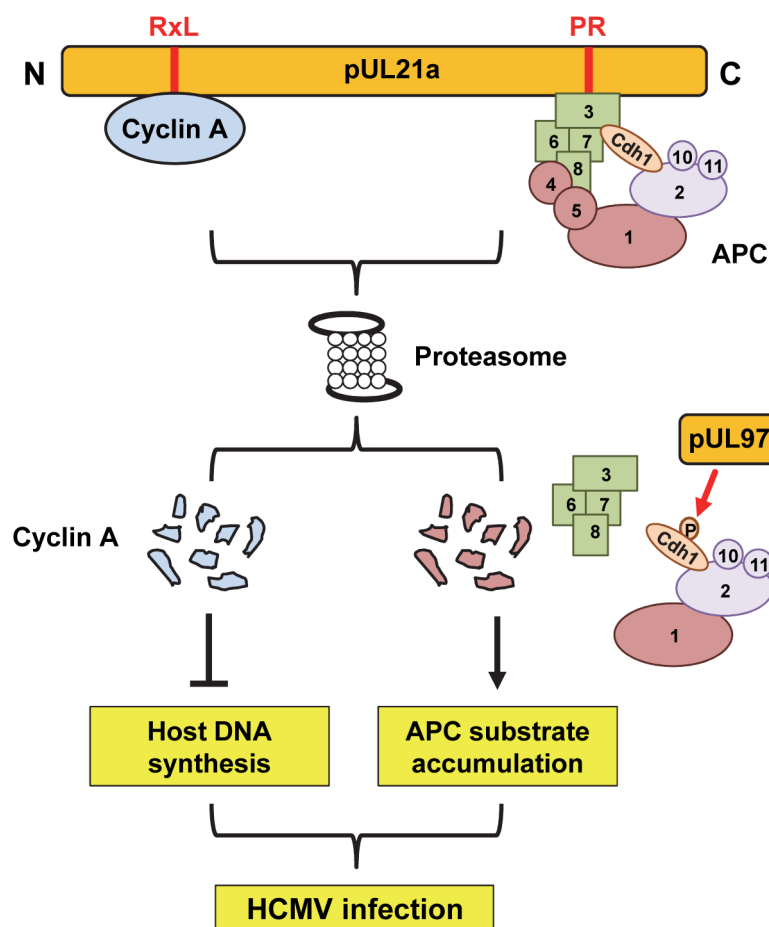 RxL
PR
N
pUL21a
C
Cyclin A
3
6
7
Cdh1
10
11
8
4
2
5
1
APC
Proteasome
pUL97
3
6
7
P
8
Cdh1
10
11
Cyclin A
2
1
Host DNA
synthesis
APC substrate
accumulation
HCMV infection